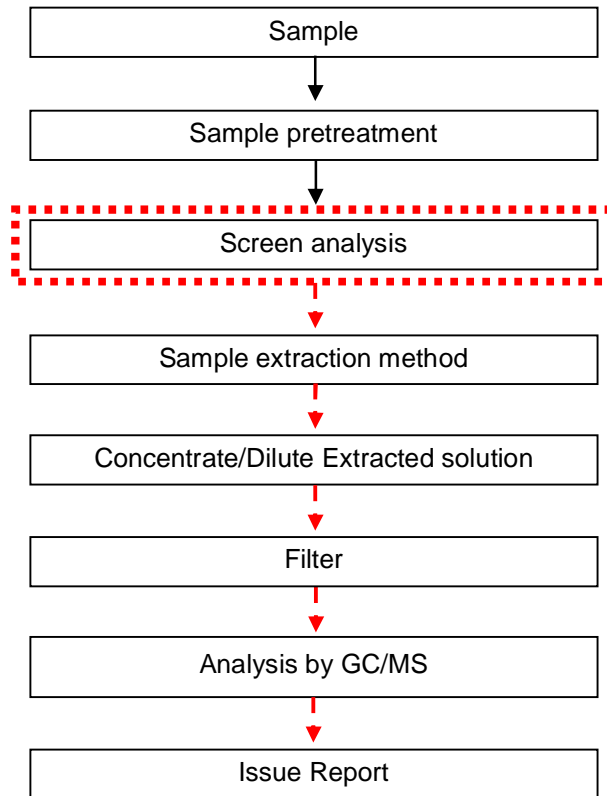 Sample
Sample pretreatment
Screen analysis
Sample extraction method
Concentrate/Dilute Extracted solution
Filter
Analysis by GC/MS
Issue Report